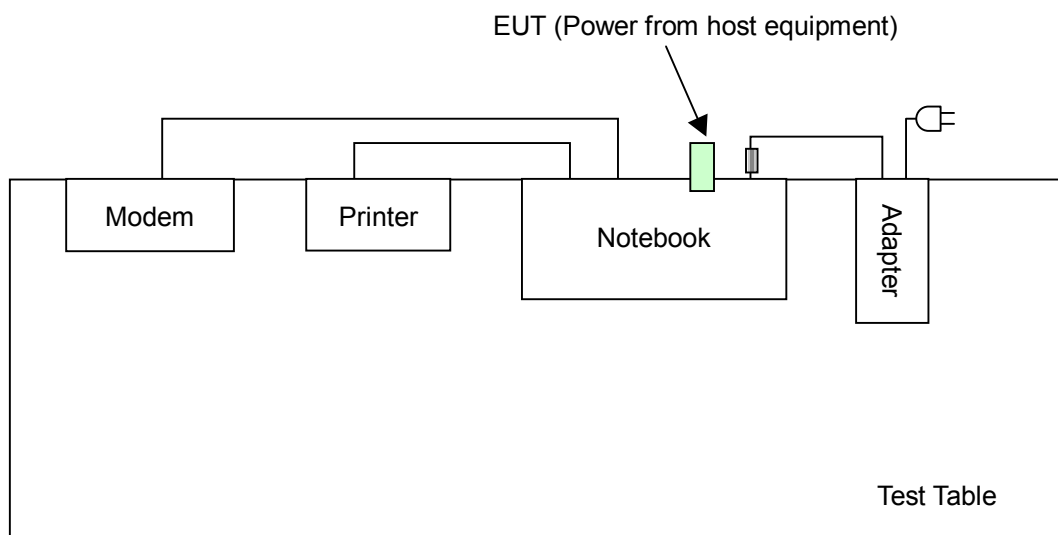 EUT (Power from host equipment)
Modem
Printer
Notebook
Adapter
Test Table